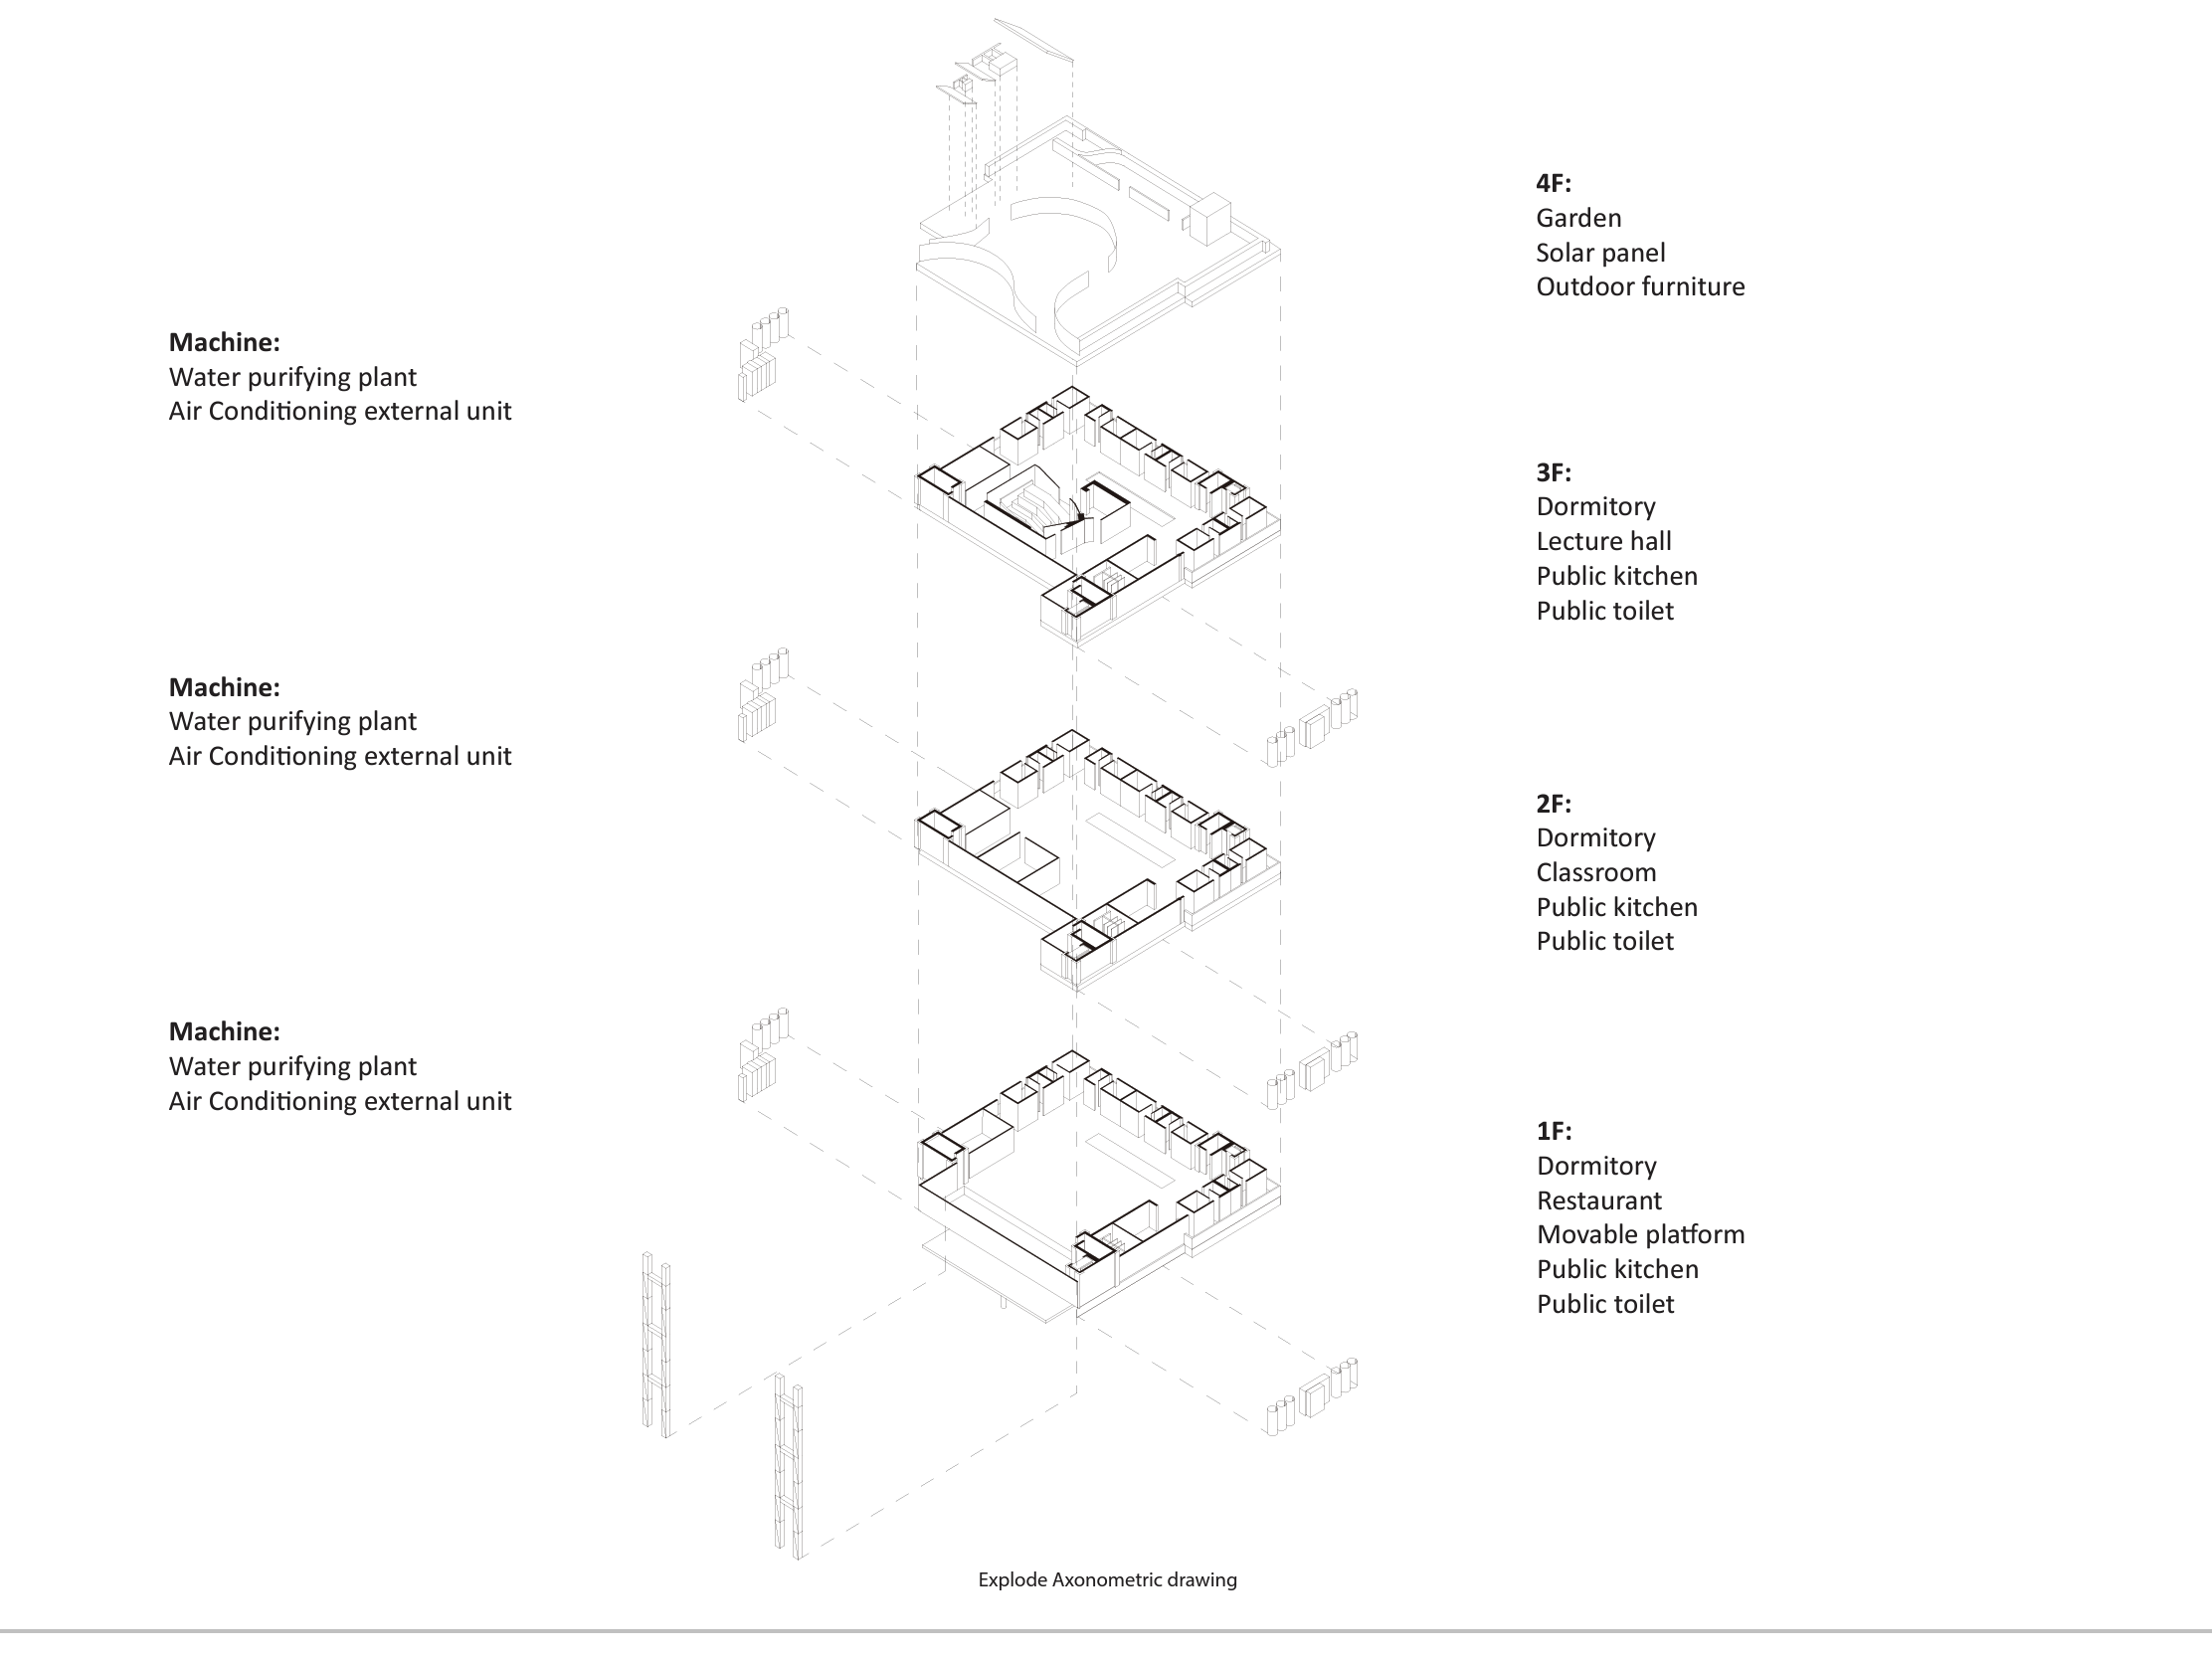 4F:
Garden
Solar panel
Outdoor furniture
Machine:
Water purifying plant
Air Conditioning external unit
3F:
Dormitory
Lecture hall
Public kitchen
Public toilet
Machine:
Water purifying plant
Air Conditioning external unit
2F:
Dormitory
Classroom
Public kitchen
Public toilet
Machine:
Water purifying plant
Air Conditioning external unit
1F:
Dormitory
Restaurant
Movable platform
Public kitchen
Public toilet
Explode Axonometric drawing